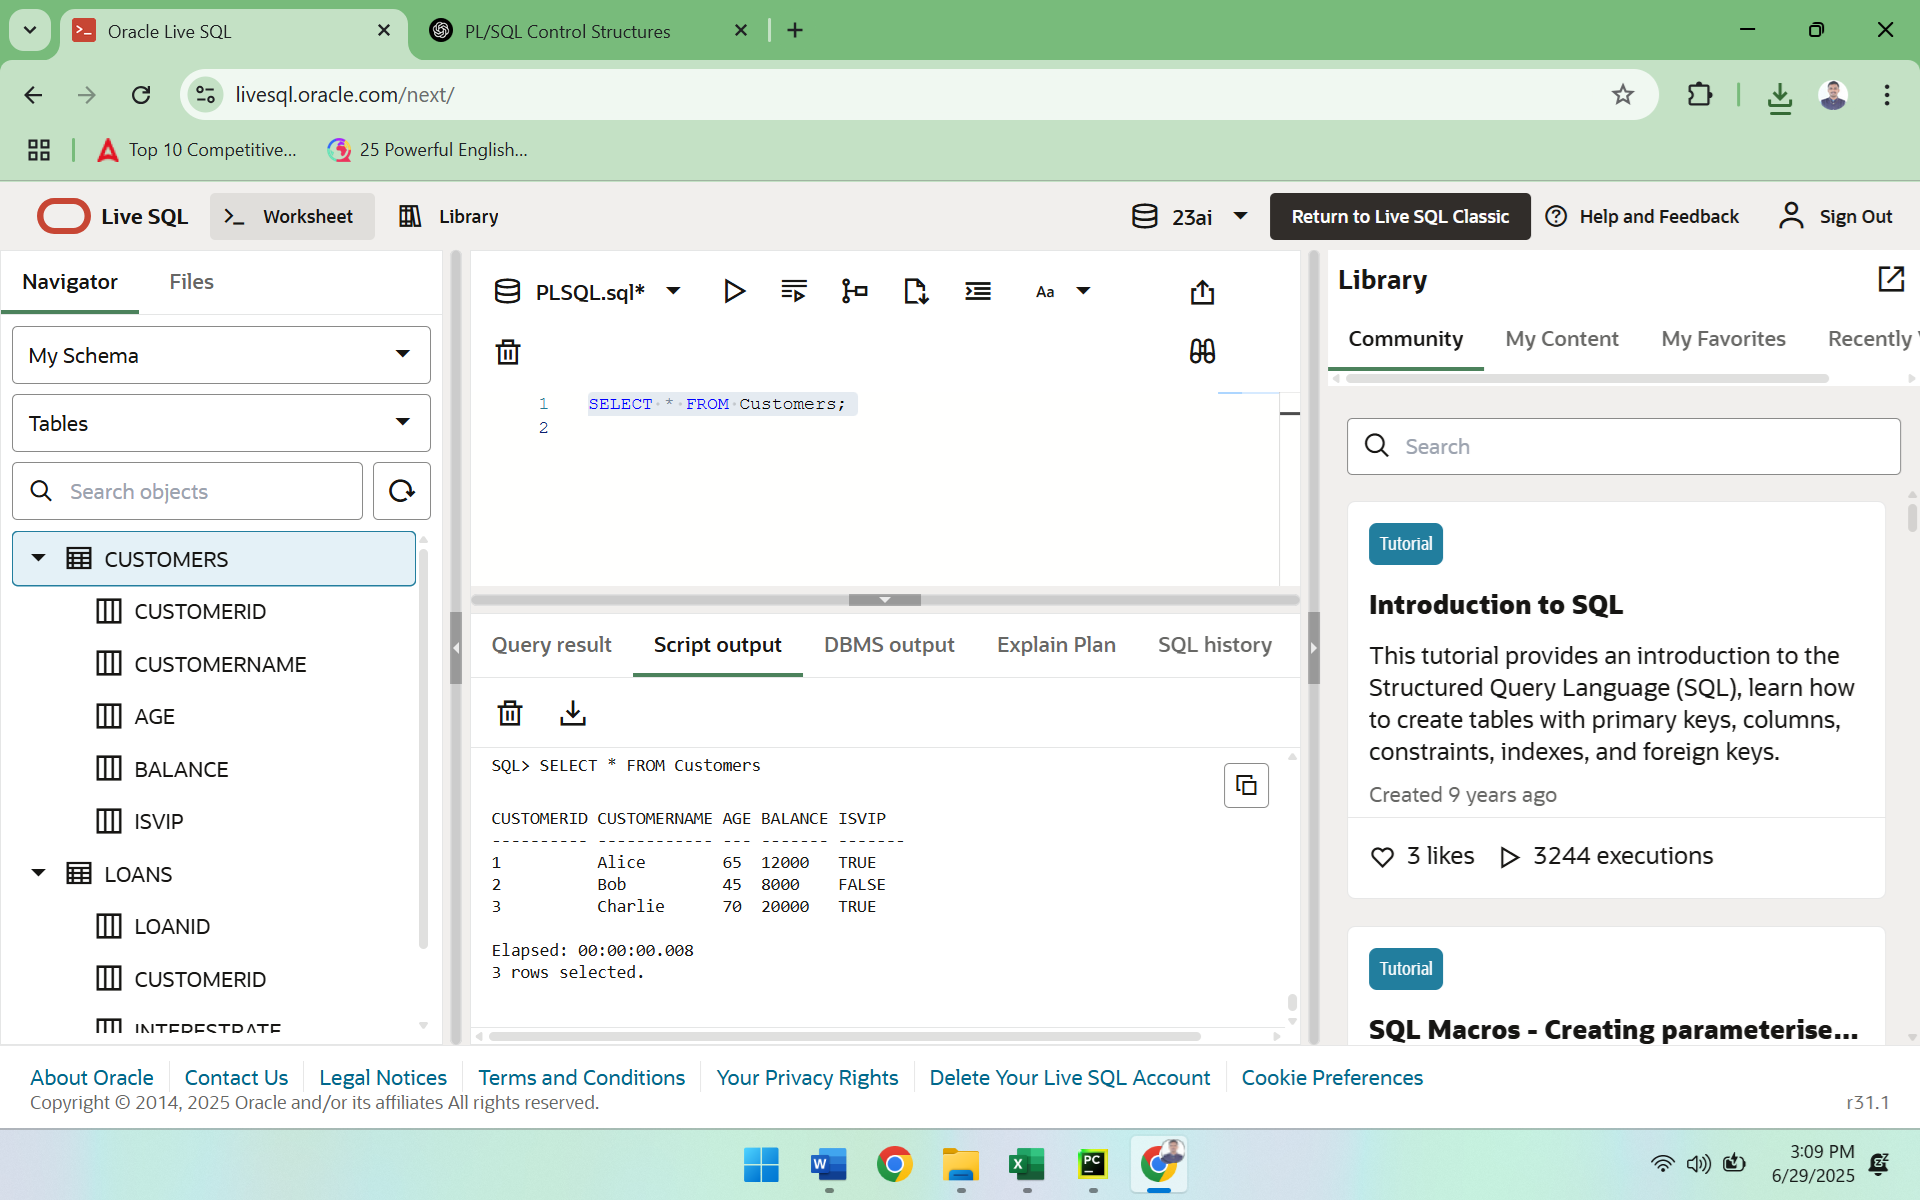 Oracle Live SQL
PL/SQL Control Structures
livesql.oracle.com/next/
Top 10 Competitive...
25 Powerful English...
Live SQL
Worksheet
Library
23ai
Return to Live SQL Classic
Help and Feedback
Sign Out
Navigator
Files
My Schema
Tables
Search objects
CUSTOMERS
CUSTOMERID
CUSTOMERNAME
AGE
BALANCE
ISVIP
LOANS
LOANID
CUSTOMERID
INTERESTRATE
PLSQL.sql*
Aa
1 SELECT * FROM Customers;
2
Query result
Script output
DBMS output
Explain Plan
SQL history
SQL> SELECT * FROM Customers
CUSTOMERID CUSTOMERNAME AGE BALANCE ISVIP
---------- ------------ --- ------- -------
1 Alice 65 12000 TRUE
2 Bob 45 8000 FALSE
3 Charlie 70 20000 TRUE
Elapsed: 00:00:00.008
3 rows selected.
Library
Community
My Content
My Favorites
Recently
Search
Tutorial
Introduction to SQL
This tutorial provides an introduction to the
Structured Query Language (SQL), learn how
to create tables with primary keys, columns,
constraints, indexes, and foreign keys.
Created 9 years ago
3 likes
3244 executions
Tutorial
SQL Macros - Creating parameterise...
About Oracle
Contact Us
Legal Notices
Terms and Conditions
Your Privacy Rights
Delete Your Live SQL Account
Cookie Preferences
Copyright © 2014, 2025 Oracle and/or its affiliates All rights reserved.
r31.1
W
X
PC
3:09 PM
6/29/2025